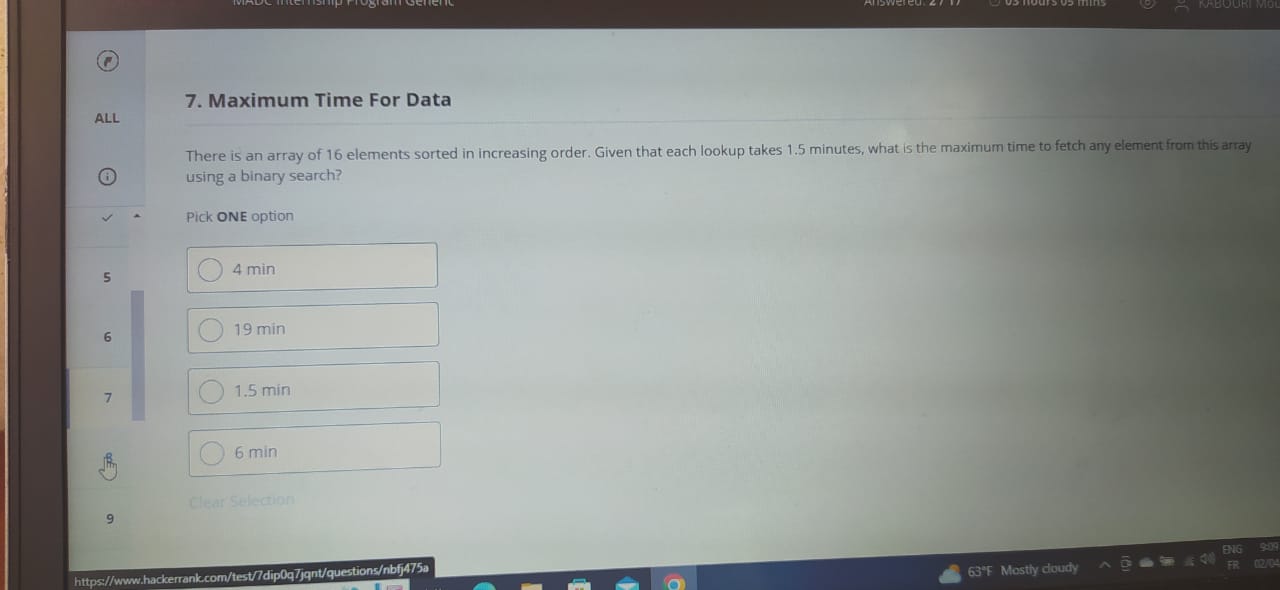 MADC Internship Program Generic
Answered: 2 / 17
03 hours 05 mins
ALL
7. Maximum Time For Data
There is an array of 16 elements sorted in increasing order. Given that each lookup takes 1.5 minutes, what is the maximum time to fetch any element from this array
using a binary search?
Pick ONE option
4 min
5
19 min
6
1.5 min
7
6 min
Clear Selection
9
https://www.hackerrank.com/test/7dip0q7jqnt/questions/nbfj475a
63°F Mostly cloudy
ENG
FR
9:09
02/04